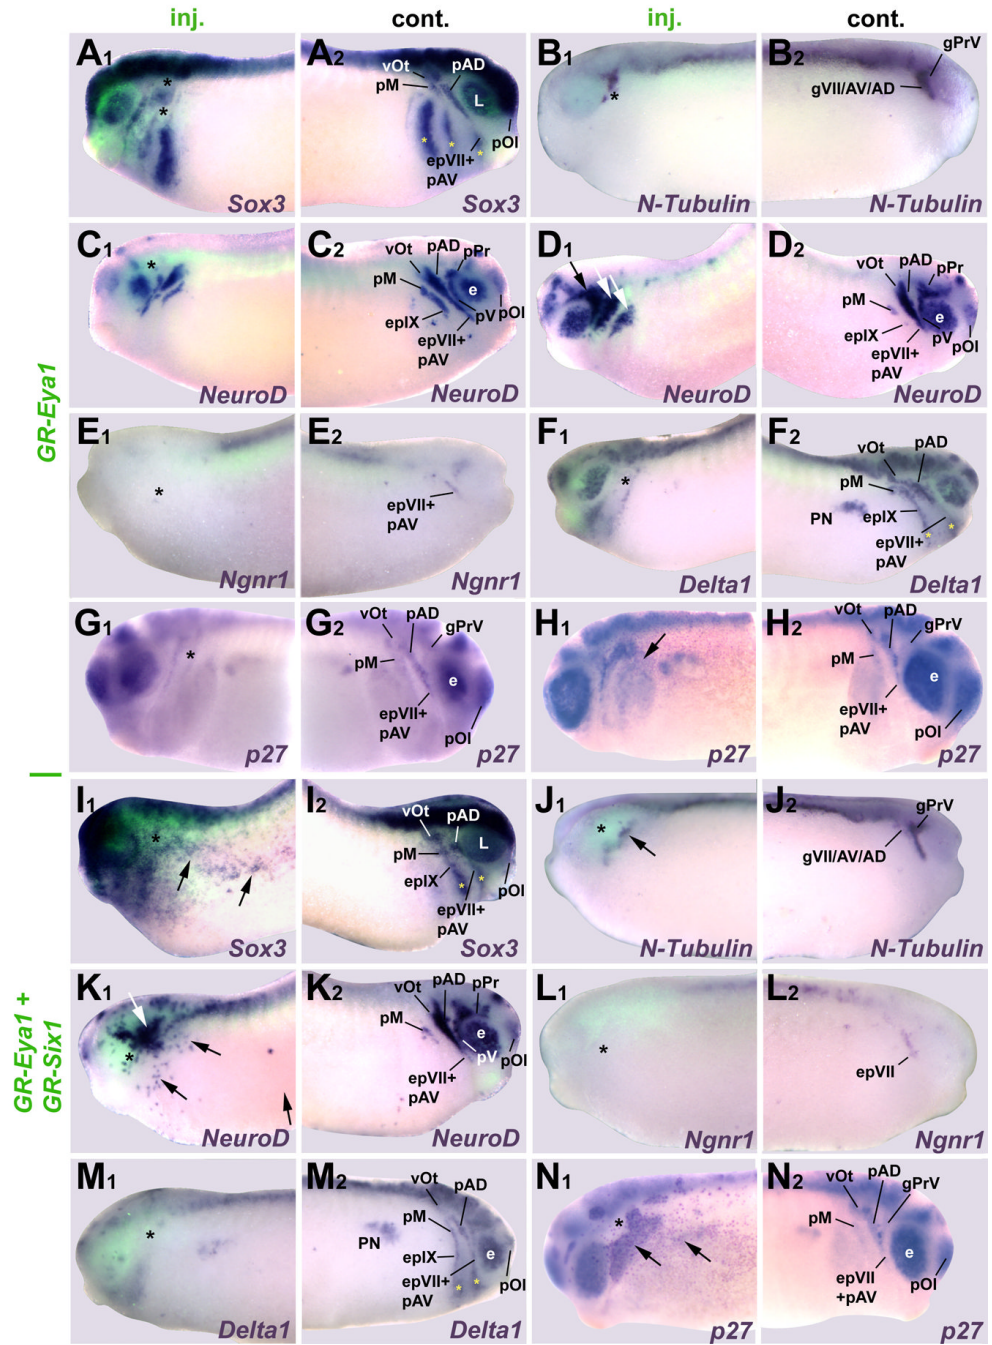 inj. cont. inj. cont.
A1 A2 B1 B2
gPrV
vOt pAD
pM
gVII/AV/AD
L
*
*
*
pOl
* * *
epVII+
pAV
Sox3 Sox3 N-Tubulin N-Tubulin
C1 C2 D1 D2
vOt pAD pPr
vOt pAD pPr
*
pM
e
pM
e
epIX
pV pOl
epIX
pV pOl
epVII+
pAV
epVII+
pAV
NeuroD NeuroD NeuroD NeuroD
GR-Eya1
E1 E2 F1 F2
vOt pAD
pM
*
*
epVII+
pAV
PN
epIX
* *
epVII+
pAV
Ngnr1 Ngnr1 Delta1 Delta1
G1 G2 H1 H2
vOt pAD gPrV
vOt pAD gPrV
*
pM
e
pM
e
epVII+
pAV
pOl
epVII+
pAV
pOl
p27 p27 p27 p27
I1 I2 J1 J2
vOt pAD
L
gPrV
*
pM
*
gVII/AV/AD
epIX
* *
pOl
epVII+
pAV
Sox3 Sox3 N-Tubulin N-Tubulin
GR-Eya1 +
GR-Six1
K1 K2 L1 L2
vOt pAD pPr
pM
e
*
*
pV pOl
epVII+
pAV
epVII
NeuroD NeuroD Ngnr1 Ngnr1
M1 M2 N1 N2
vOt pAD
vOt pAD gPrV
*
pM
*
pM
PN
epIX
e
e
epVII+
pAV
* *
pOl
epVII
+pAV
pOl
Delta1 Delta1 p27 p27